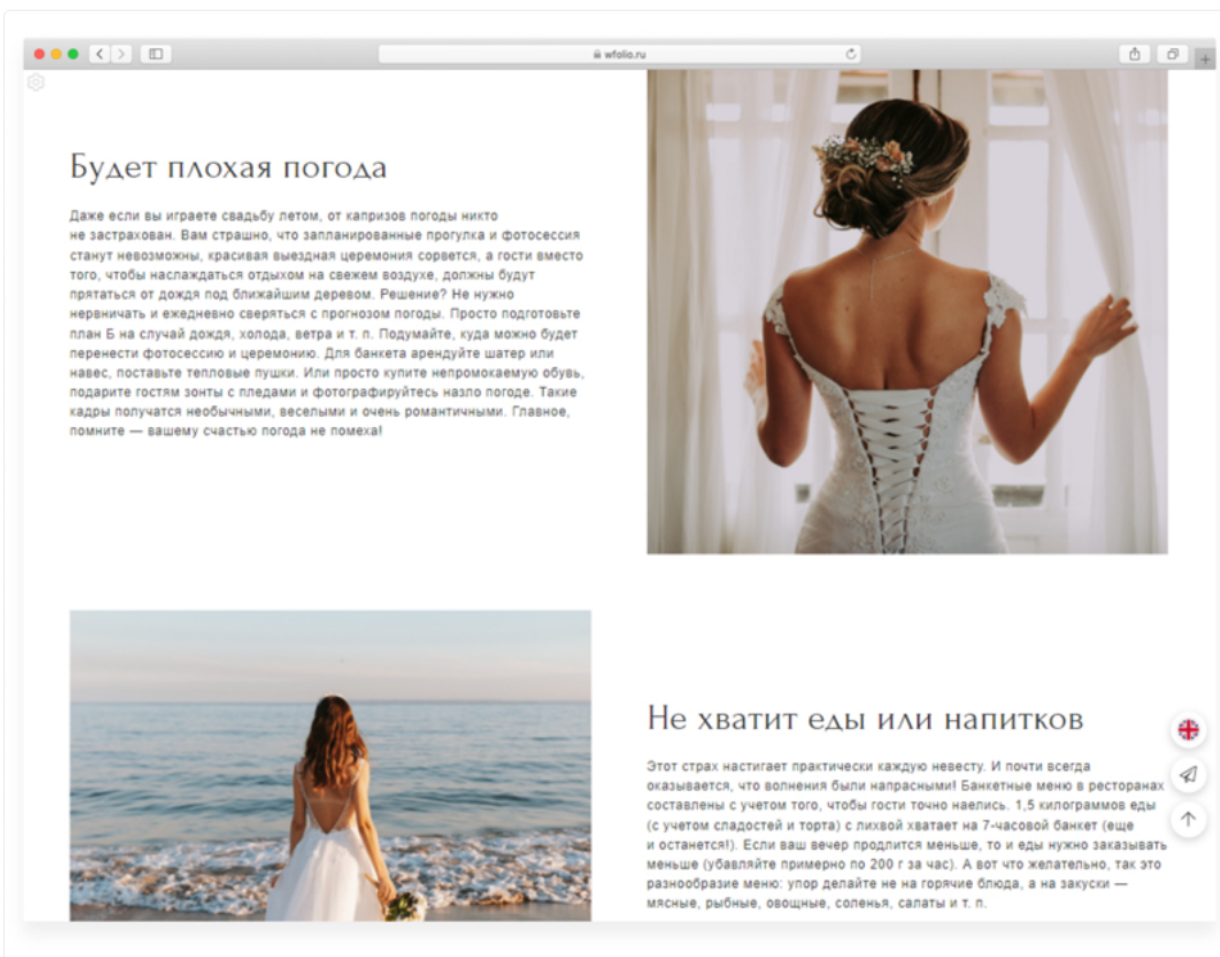 wfolio.ru
Будет плохая погода
Даже если вы играете свадьбу летом, от капризов погоды никто
не застрахован. Вам страшно, что запланированные прогулка и фотосессия
станут невозможны, красивая выездная церемония сорвется, а гости вместо
того, чтобы наслаждаться отдыхом на свежем воздухе, должны будут
прятаться от дождя под ближайшим деревом. Решение? Не нужно
нервничать и ежедневно сверяться с прогнозом погоды. Просто подготовьте
план Б на случай дождя, холода, ветра и т. п. Подумайте, куда можно будет
перенести фотосессию и церемонию. Для банкета арендуйте шатер или
навес, поставьте тепловые пушки. Или просто купите непромокаемую обувь,
подарите гостям зонты с пледами и фотографируйтесь назло погоде. Такие
кадры получатся необычными, веселыми и очень романтичными. Главное,
помните — вашему счастью погода не помеха!
Не хватит еды или напитков
Этот страх настигает практически каждую невесту. И почти всегда
оказывается, что волнения были напрасными! Банкетные меню в ресторанах
составлены с учетом того, чтобы гости точно наелись. 1,5 килограммов еды
(с учетом сладостей и торта) с лихвой хватает на 7-часовой банкет (еще
и останется!). Если ваш вечер продлится меньше, то и еды нужно заказывать
меньше (убавляйте примерно по 200 г за час). А вот что желательно, так это
разнообразие меню: упор делайте не на горячие блюда, а на закуски —
мясные, рыбные, овощные, соленья, салаты и т. п.